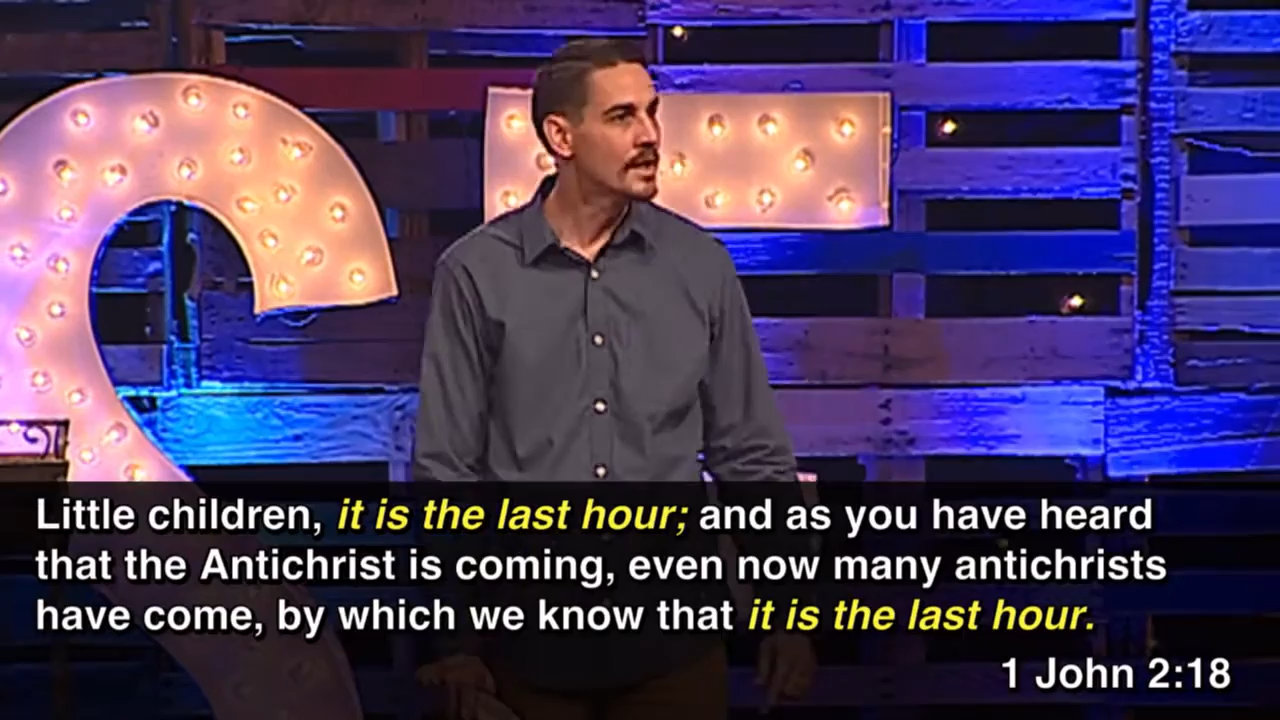 Little children, it is the last hour; and as you have heard
that the Antichrist is coming, even now many antichrists
have come, by which we know that it is the last hour.
1 John 2:18